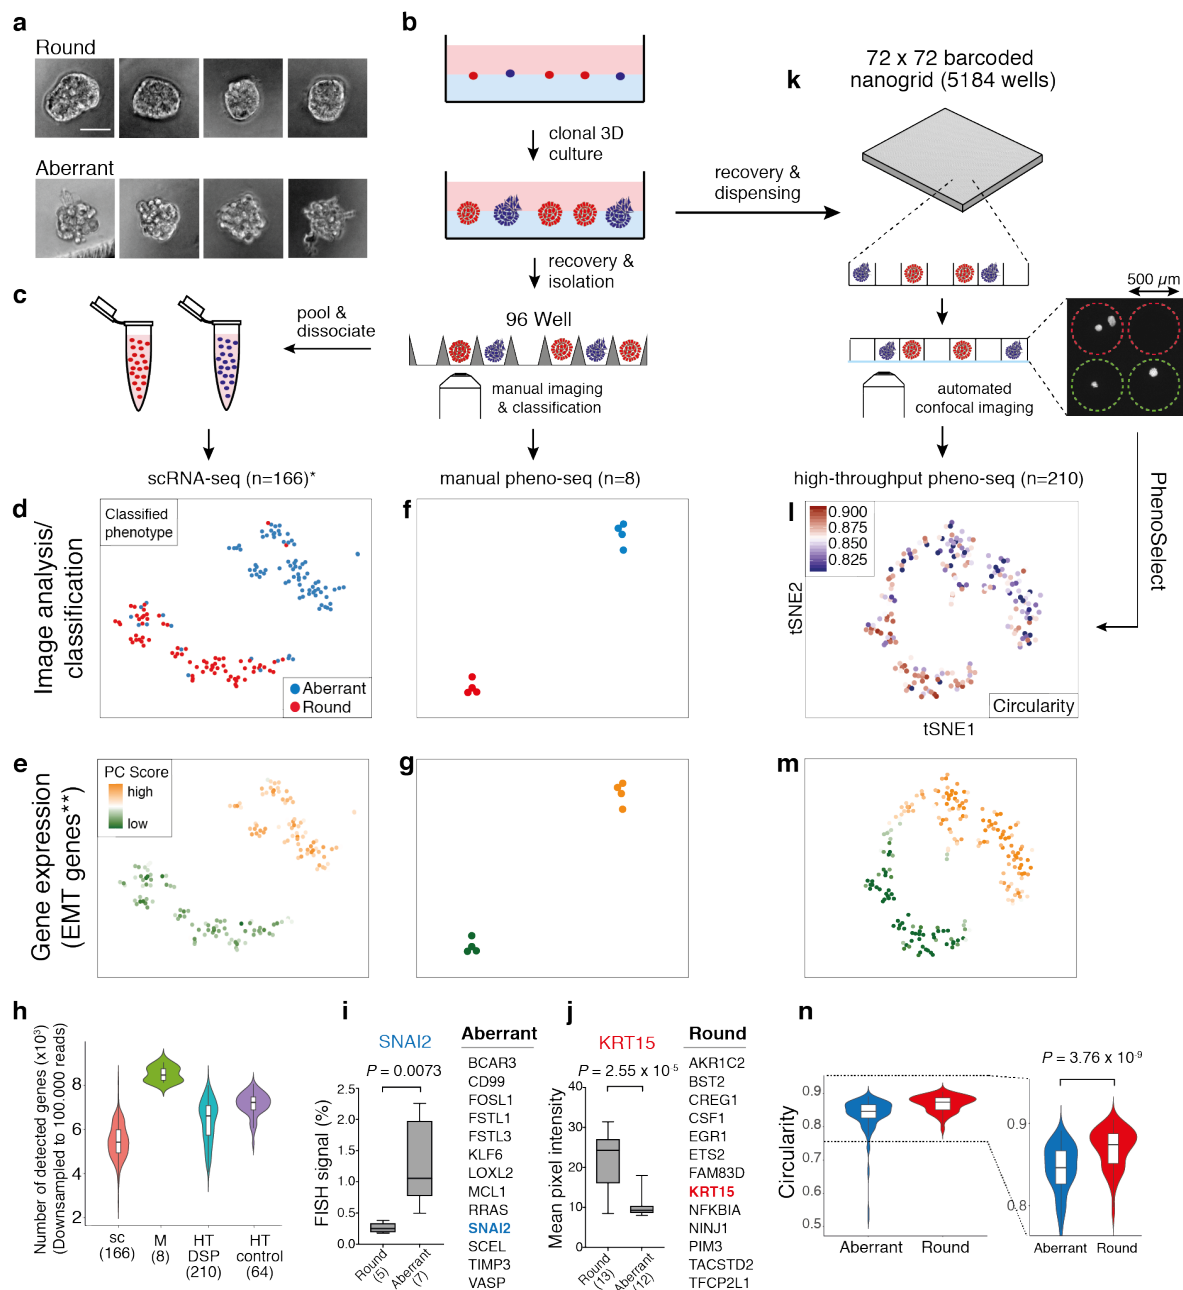 a
Round
Aberrant
b
clonal 3D
culture
recovery &
isolation
recovery &
dispensing
k
72 x 72 barcoded
nanogrid (5184 wells)
500 µm
c
pool &
dissociate
96 Well
manual imaging
& classification
automated
confocal imaging
scRNA-seq (n=166)*
manual pheno-seq (n=8)
high-throughput pheno-seq (n=210)
PhenoSelect
Image analysis/
classification
d
Classified
phenotype
Aberrant
Round
f
l
0.900
0.875
0.850
0.825
tSNE2
Circularity
tSNE1
Gene expression
(EMT genes**)
e
PC Score
high
low
g
m
h
Number of detected genes (x10³)
(Downsampled to 100.000 reads)
8
6
4
2
sc
(166)
M
(8)
HT
DSP
(210)
HT
control
(64)
i
SNAI2
P = 0.0073
FISH signal (%)
2.5
2.0
1.5
1.0
0.5
0.0
Round
(5)
Aberrant
(7)
Aberrant
BCAR3
CD99
FOSL1
FSTL1
FSTL3
KLF6
LOXL2
MCL1
RRAS
SNAI2
SCEL
TIMP3
VASP
j
KRT15
P = 2.55 x 10⁻⁵
Mean pixel intensity
40
30
20
10
0
Round
(13)
Aberrant
(12)
Round
AKR1C2
BST2
CREG1
CSF1
EGR1
ETS2
FAM83D
KRT15
NFKBIA
NINJ1
PIM3
TACSTD2
TFCP2L1
n
Circularity
0.9
0.8
0.7
0.6
0.5
Aberrant
Round
P = 3.76 x 10⁻⁹
0.9
0.8
Aberrant
Round